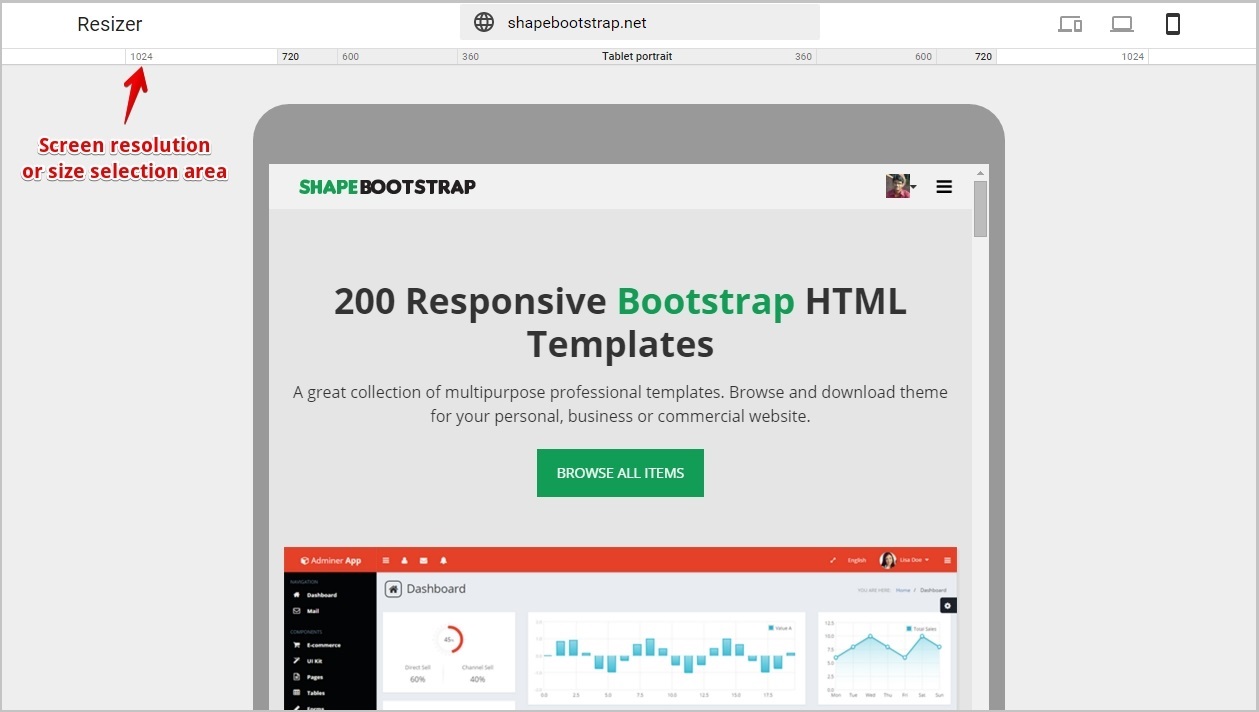 Resizer
shapebootstrap.net
1024 720 600 360 Tablet portrait 360 600 720 1024
Screen resolution
or size selection area
SHAPEBOOTSTRAP
200 Responsive Bootstrap HTML
Templates
A great collection of multipurpose professional templates. Browse and download theme
for your personal, business or commercial website.
BROWSE ALL ITEMS
Adminer App English Lisa Doe
NAVIGATION
Dashboard
Mail
COMPONENTS
E-commerce
UI Kit
Pages
Tables
Forms
Dashboard
YOU ARE HERE: Home / Dashboard
45%
Direct Sell Channel Sell
60% 40%
Value A
0.0 2.5 5.0 7.5 10.0 12.5 15.0 17.5
Total Sales
12.5
10.0
7.5
5.0
2.5
0.0
Mon Tue Wed Thu Fri Sat Sun